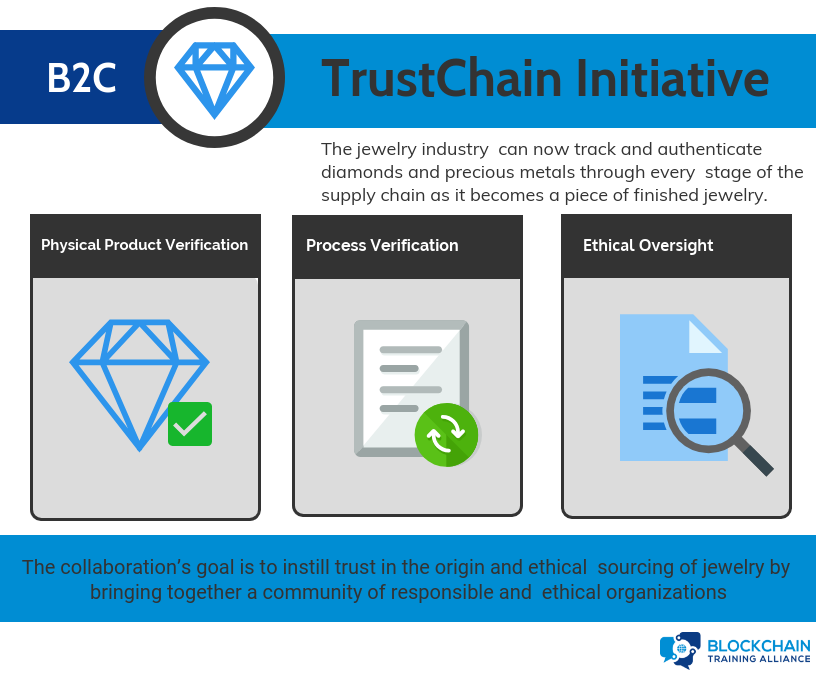 B2C
TrustChain Initiative
The jewelry industry can now track and authenticate
diamonds and precious metals through every stage of the
supply chain as it becomes a piece of finished jewelry.
Physical Product Verification
Process Verification
Ethical Oversight
The collaboration's goal is to instill trust in the origin and ethical sourcing of jewelry by
bringing together a community of responsible and ethical organizations
BLOCKCHAIN
TRAINING ALLIANCE